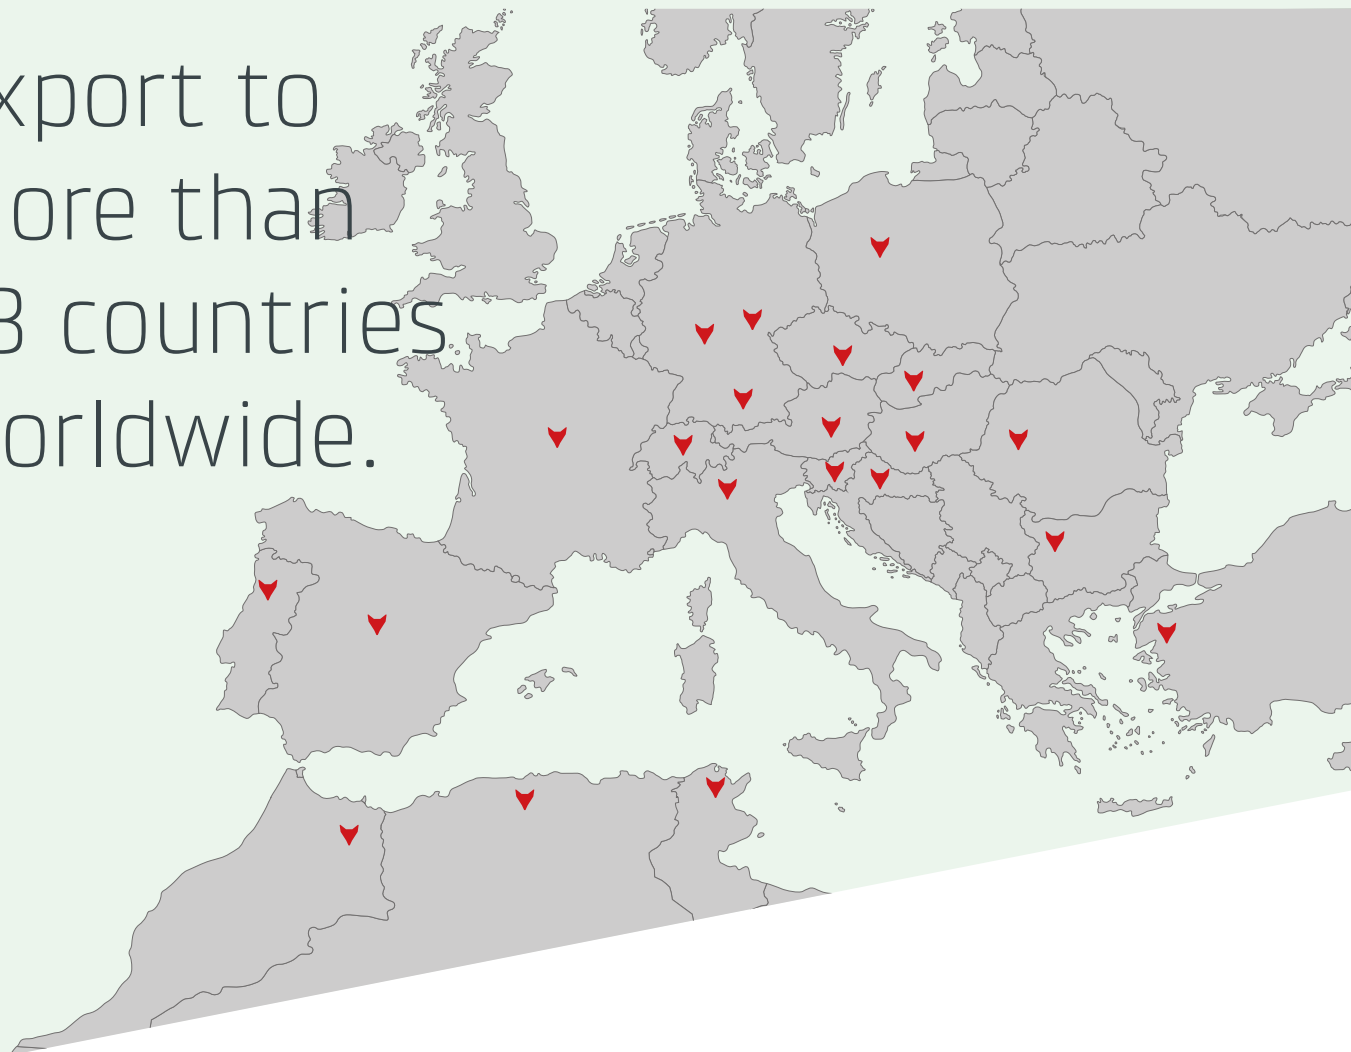 xport to
ore than
3 countries
orldwide.